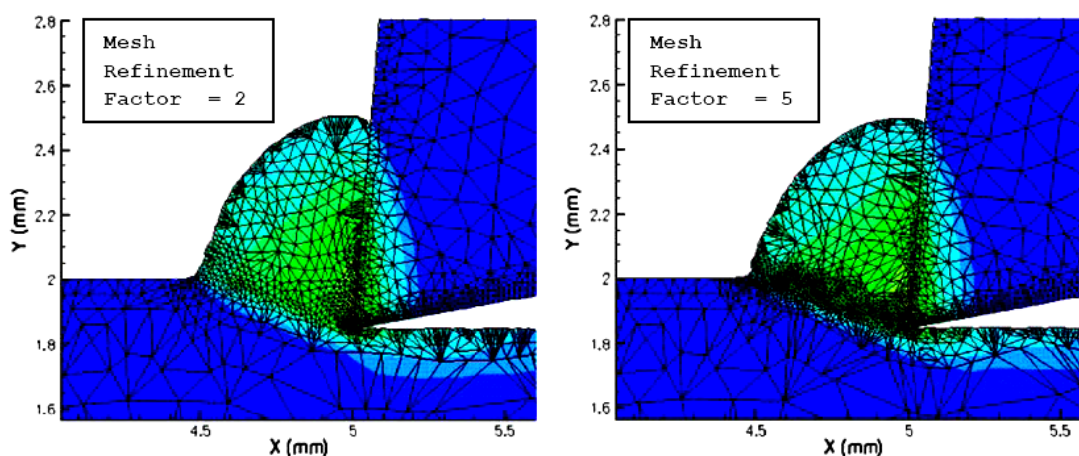 2.8
2.6
2.4
2.2
2
1.8
1.6
Y (mm)
4.5
5
5.5
X (mm)
Mesh
Refinement
Factor = 2
2.8
2.6
2.4
2.2
2
1.8
1.6
Y (mm)
4.5
5
5.5
X (mm)
Mesh
Refinement
Factor = 5